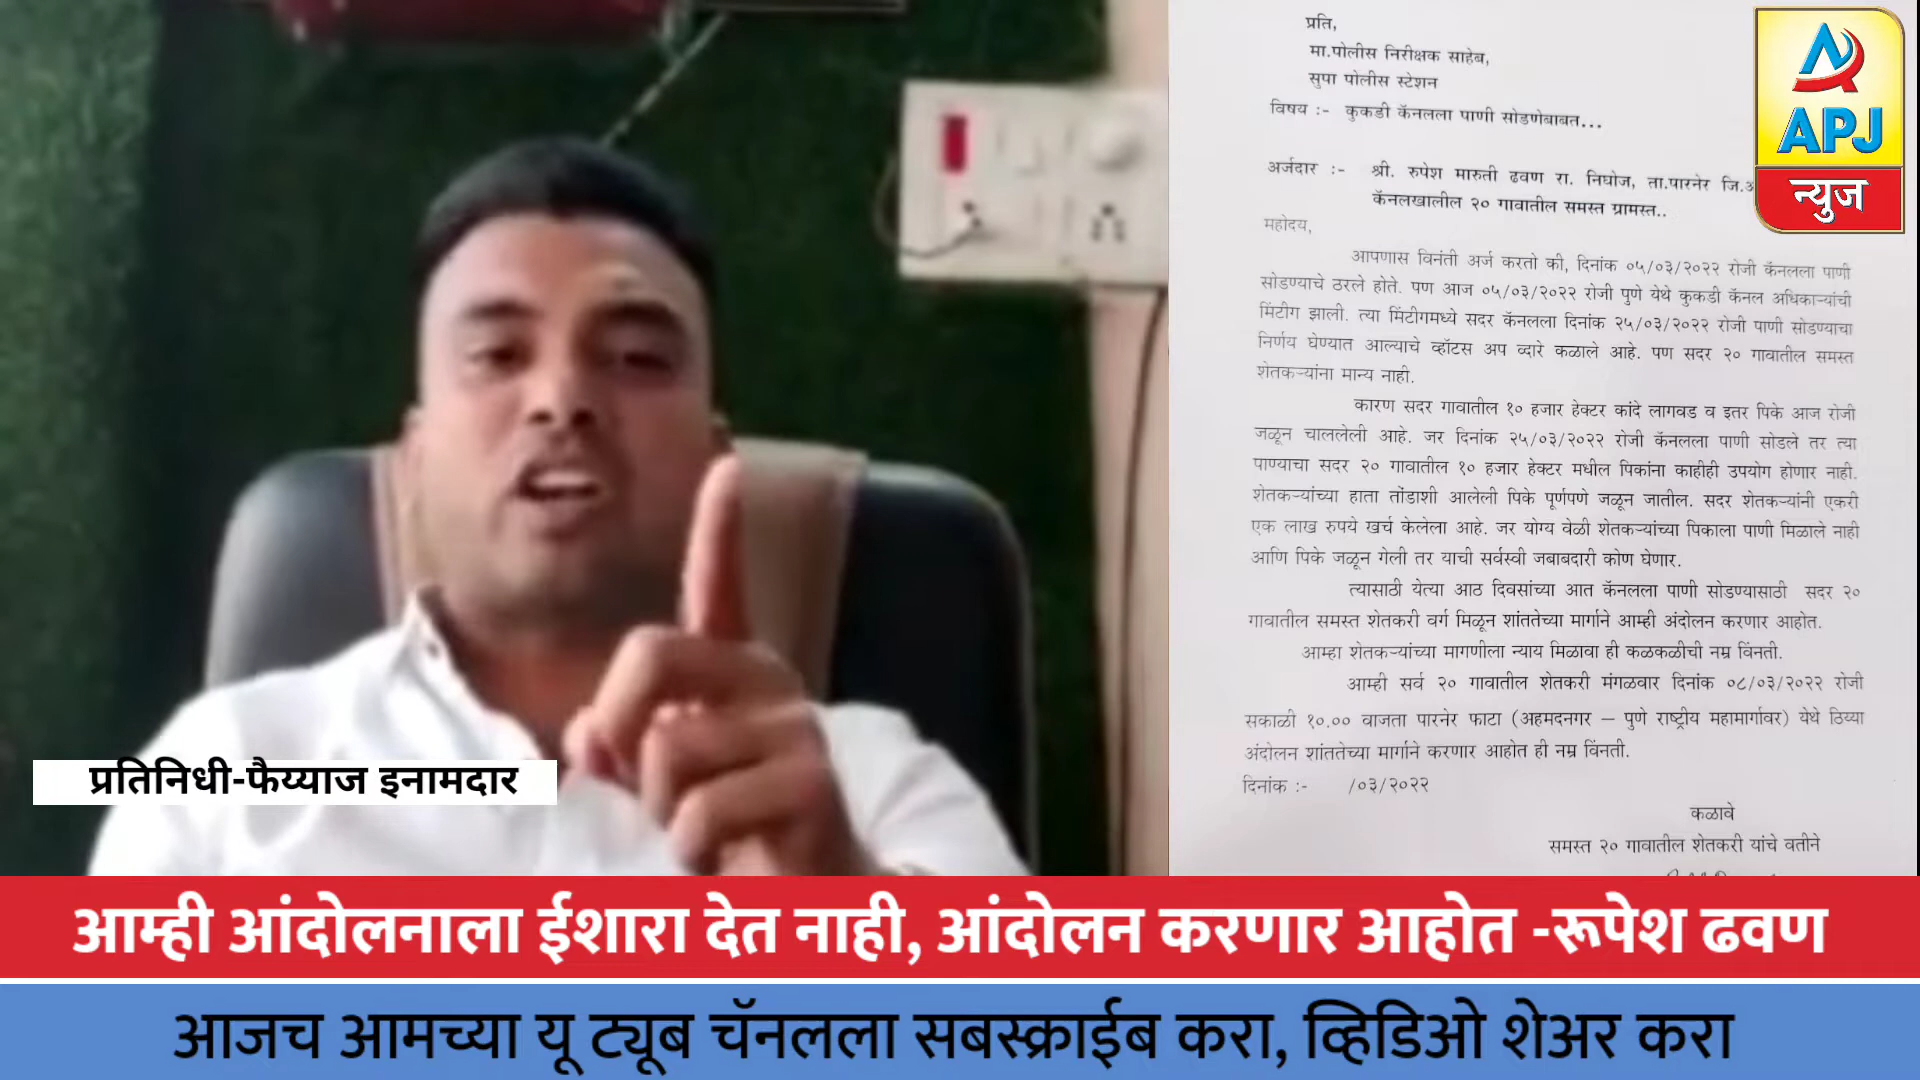 प्रति,
मा.पोलीस निरीक्षक साहेब,
सुपा पोलीस स्टेशन
विषय :- कुकडी कॅनलला पाणी सोडणेबाबत...
अर्जदार :- श्री. रुपेश मारुती ढवण रा. निघोज, ता.पारनेर जि.अ
कॅनलखालील २० गावातील समस्त ग्रामस्त..
महोदय,
आपणास विनंती अर्ज करतो की, दिनांक ०५/०३/२०२२ रोजी कॅनलला पाणी
सोडण्याचे ठरले होते. पण आज ०५/०३/२०२२ रोजी पुणे येथे कुकडी कॅनल अधिकाऱ्यांची
मिंटीग झाली. त्या मिंटीगमध्ये सदर कॅनलला दिनांक २५/०३/२०२२ रोजी पाणी सोडण्याचा
निर्णय घेण्यात आल्याचे व्हॉटस अप व्दारे कळाले आहे. पण सदर २० गावातील समस्त
शेतकऱ्यांना मान्य नाही.
कारण सदर गावातील १० हजार हेक्टर कांदे लागवड व इतर पिके आज रोजी
जळून चाललेली आहे. जर दिनांक २५/०३/२०२२ रोजी कॅनलला पाणी सोडले तर त्या
पाण्याचा सदर २० गावातील १० हजार हेक्टर मधील पिकांना काहीही उपयोग होणार नाही.
शेतकऱ्यांच्या हाता तोंडाशी आलेली पिके पूर्णपणे जळून जातील. सदर शेतकऱ्यांनी एकरी
एक लाख रुपये खर्च केलेला आहे. जर योग्य वेळी शेतकऱ्यांच्या पिकाला पाणी मिळाले नाही
आणि पिके जळून गेली तर याची सर्वस्वी जबाबदारी कोण घेणार.
त्यासाठी येत्या आठ दिवसांच्या आत कॅनलला पाणी सोडण्यासाठी सदर २०
गावातील समस्त शेतकरी वर्ग मिळून शांततेच्या मार्गाने आम्ही अंदोलन करणार आहोत.
आम्हा शेतकऱ्यांच्या मागणीला न्याय मिळावा ही कळकळीची नम्र विंनती.
आम्ही सर्व २० गावातील शेतकरी मंगळवार दिनांक ०८/०३/२०२२ रोजी
सकाळी १०.०० वाजता पारनेर फाटा (अहमदनगर – पुणे राष्ट्रीय महामार्गावर) येथे ठिय्या
अंदोलन शांततेच्या मार्गाने करणार आहोत ही नम्र विंनती.
दिनांक :- /०३/२०२२
कळावे
समस्त २० गावातील शेतकरी यांचे वतीने
APJ
न्युज
प्रतिनिधी-फैय्याज इनामदार
आम्ही आंदोलनाला ईशारा देत नाही, आंदोलन करणार आहोत -रूपेश ढवण
आजच आमच्या यू ट्यूब चॅनलला सबस्क्राईब करा, व्हिडिओ शेअर करा